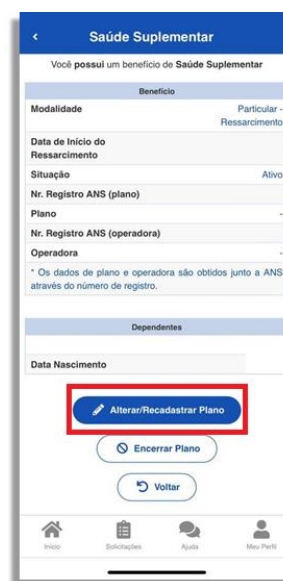 Saúde Suplementar
Você possui um benefício de Saúde Suplementar
Benefício
Modalidade Particular -
Ressarcimento
Data de Início do
Ressarcimento
Situação Ativo
Nr. Registro ANS (plano)
Plano -
Nr. Registro ANS (operadora)
Operadora -
* Os dados de plano e operadora são obtidos junto a ANS
através do número de registro.
Dependentes
Data Nascimento
Alterar/Recadastrar Plano
Encerrar Plano
Voltar
Início Solicitações Ajuda Meu Perfil